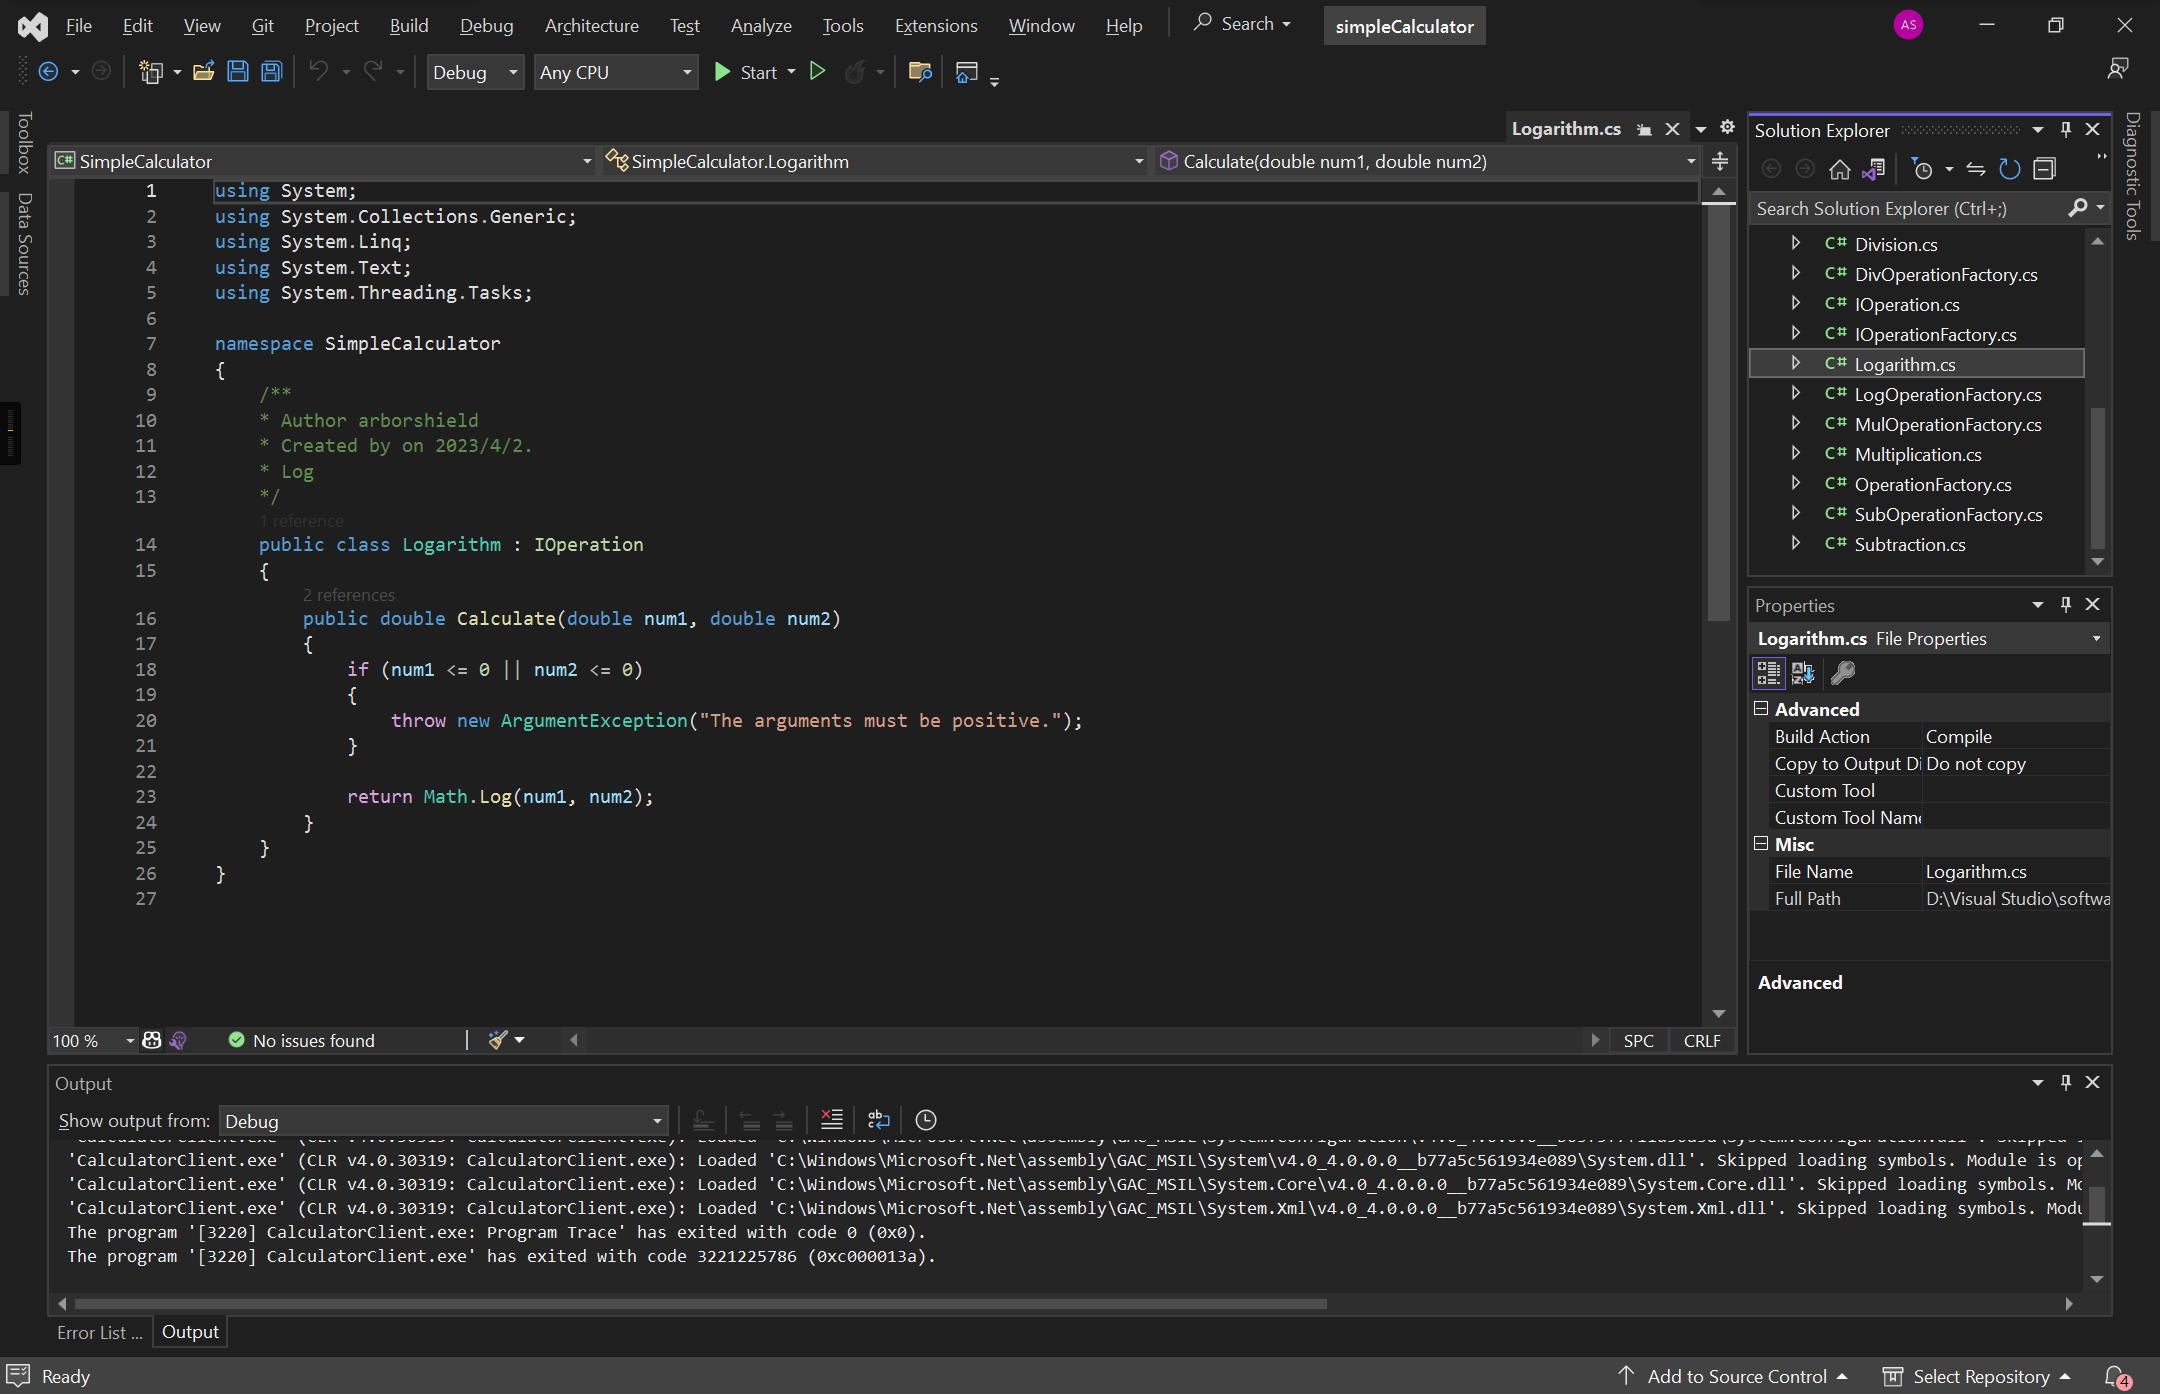 File Edit View Git Project Build Debug Architecture Test Analyze Tools Extensions Window Help Search simpleCalculator AS
Debug Any CPU Start
Toolbox
Data Sources
Logarithm.cs
SimpleCalculator SimpleCalculator.Logarithm Calculate(double num1, double num2)
1 using System;
2 using System.Collections.Generic;
3 using System.Linq;
4 using System.Text;
5 using System.Threading.Tasks;
6
7 namespace SimpleCalculator
8 {
9 /**
10 * Author arborshield
11 * Created by on 2023/4/2.
12 * Log
13 */
1 reference
14 public class Logarithm : IOperation
15 {
2 references
16 public double Calculate(double num1, double num2)
17 {
18 if (num1 <= 0 || num2 <= 0)
19 {
20 throw new ArgumentException("The arguments must be positive.");
21 }
22
23 return Math.Log(num1, num2);
24 }
25 }
26 }
27
100 % No issues found SPC CRLF
Solution Explorer
Search Solution Explorer (Ctrl+;)
C# Division.cs
C# DivOperationFactory.cs
C# IOperation.cs
C# IOperationFactory.cs
C# Logarithm.cs
C# LogOperationFactory.cs
C# MulOperationFactory.cs
C# Multiplication.cs
C# OperationFactory.cs
C# SubOperationFactory.cs
C# Subtraction.cs
Diagnostic Tools
Properties
Logarithm.cs File Properties
Advanced
Build Action Compile
Copy to Output Di Do not copy
Custom Tool
Custom Tool Name
Misc
File Name Logarithm.cs
Full Path D:\Visual Studio\softwa
Advanced
Output
Show output from: Debug
'CalculatorClient.exe' (CLR v4.0.30319: CalculatorClient.exe): Loaded 'C:\Windows\Microsoft.Net\assembly\GAC_MSIL\System\v4.0_4.0.0.0__b77a5c561934e089\System.dll'. Skipped loading symbols. Module is op
'CalculatorClient.exe' (CLR v4.0.30319: CalculatorClient.exe): Loaded 'C:\Windows\Microsoft.Net\assembly\GAC_MSIL\System.Core\v4.0_4.0.0.0__b77a5c561934e089\System.Core.dll'. Skipped loading symbols. Mo
'CalculatorClient.exe' (CLR v4.0.30319: CalculatorClient.exe): Loaded 'C:\Windows\Microsoft.Net\assembly\GAC_MSIL\System.Xml\v4.0_4.0.0.0__b77a5c561934e089\System.Xml.dll'. Skipped loading symbols. Modu
The program '[3220] CalculatorClient.exe: Program Trace' has exited with code 0 (0x0).
The program '[3220] CalculatorClient.exe' has exited with code 3221225786 (0xc000013a).
Error List ... Output
Ready Add to Source Control Select Repository 4